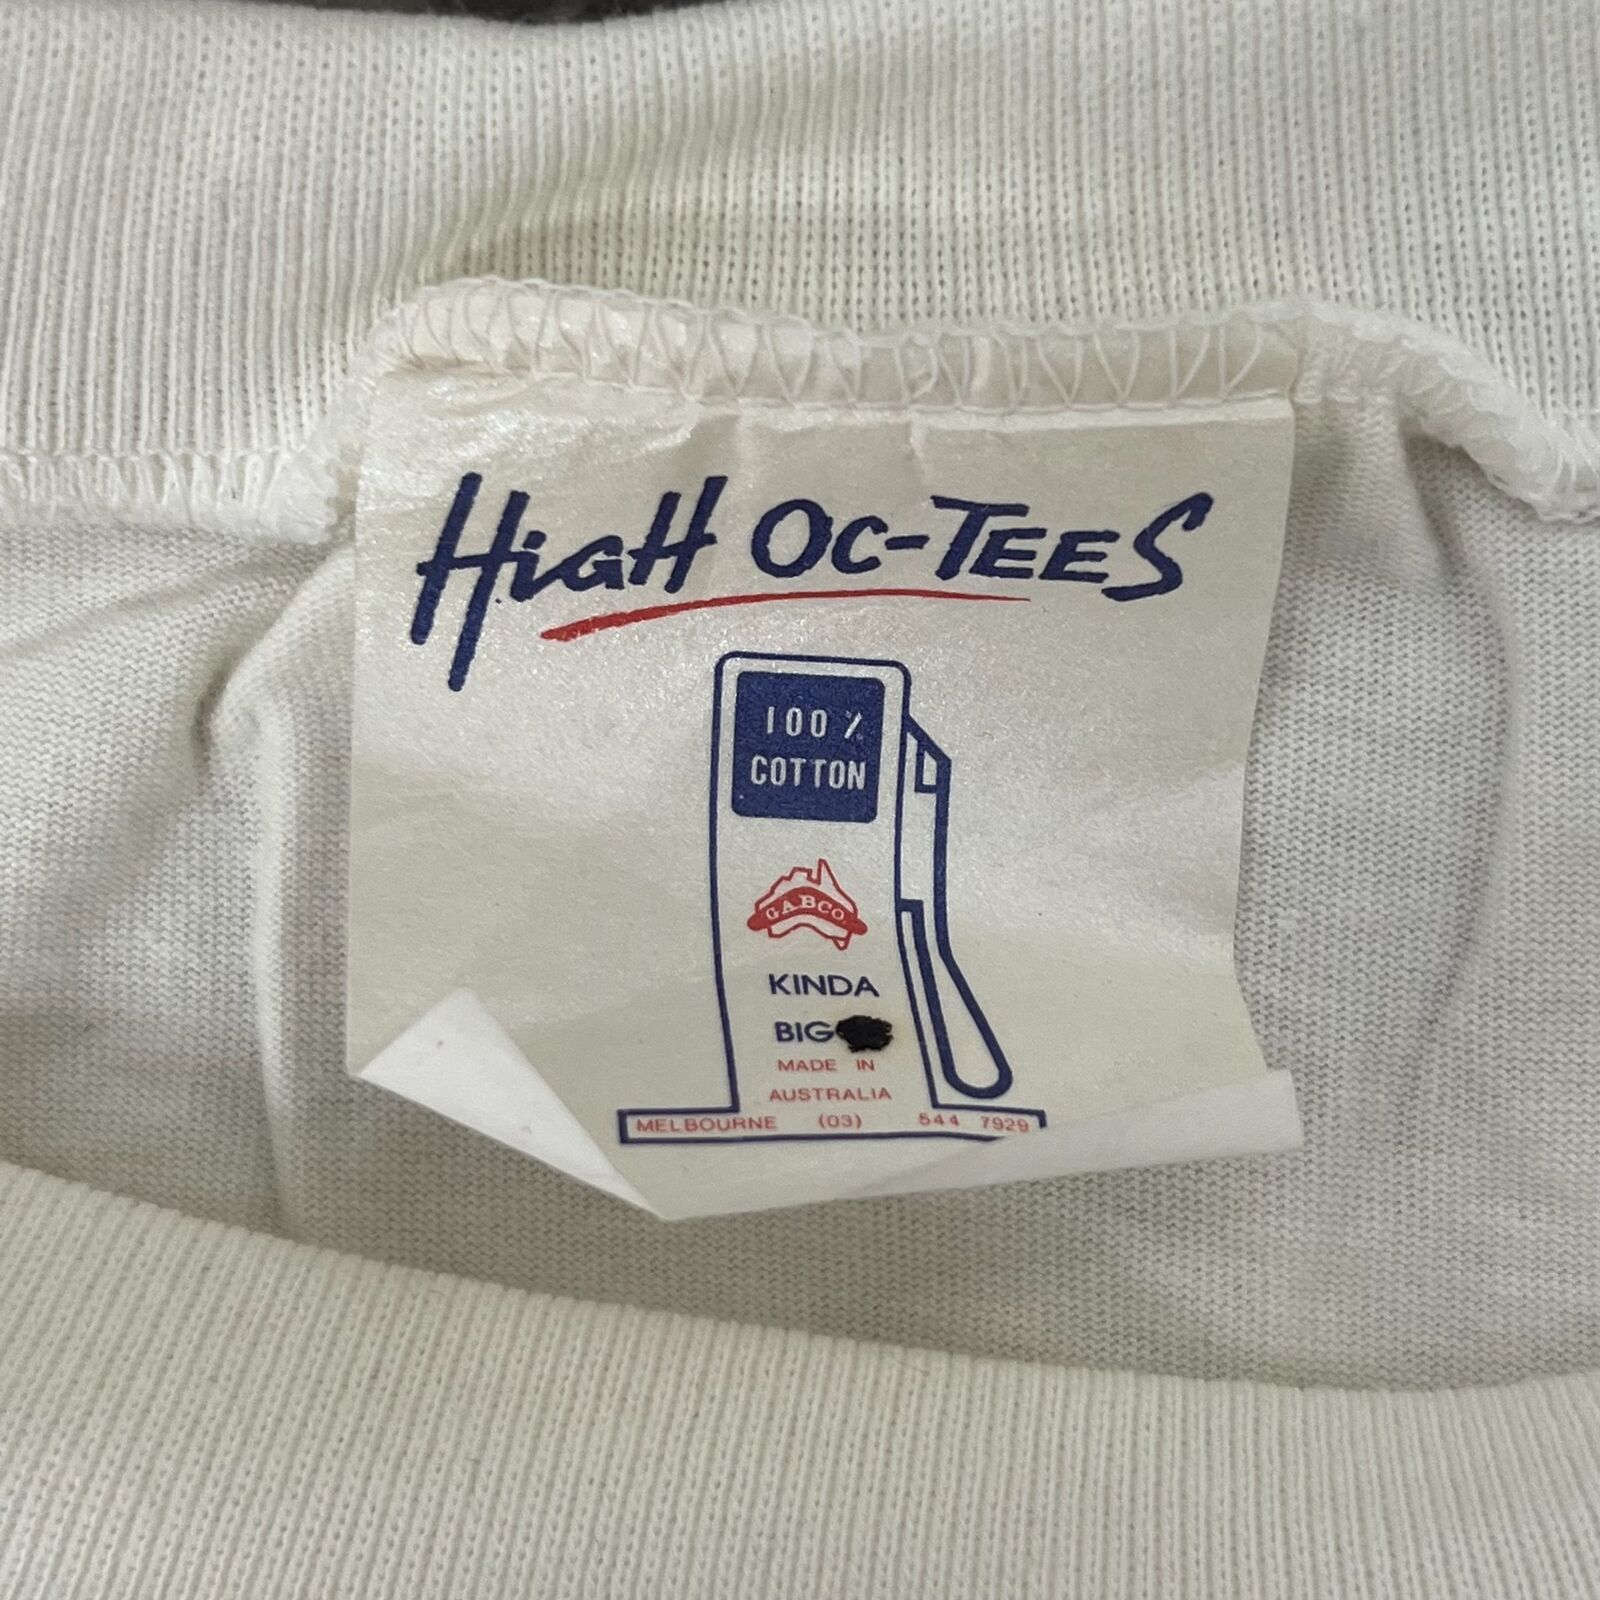 HiGH OC-TEES
100%
COTTON
GABCO
KINDA
BIG
MADE IN
AUSTRALIA
MELBOURNE (03) 544 7929